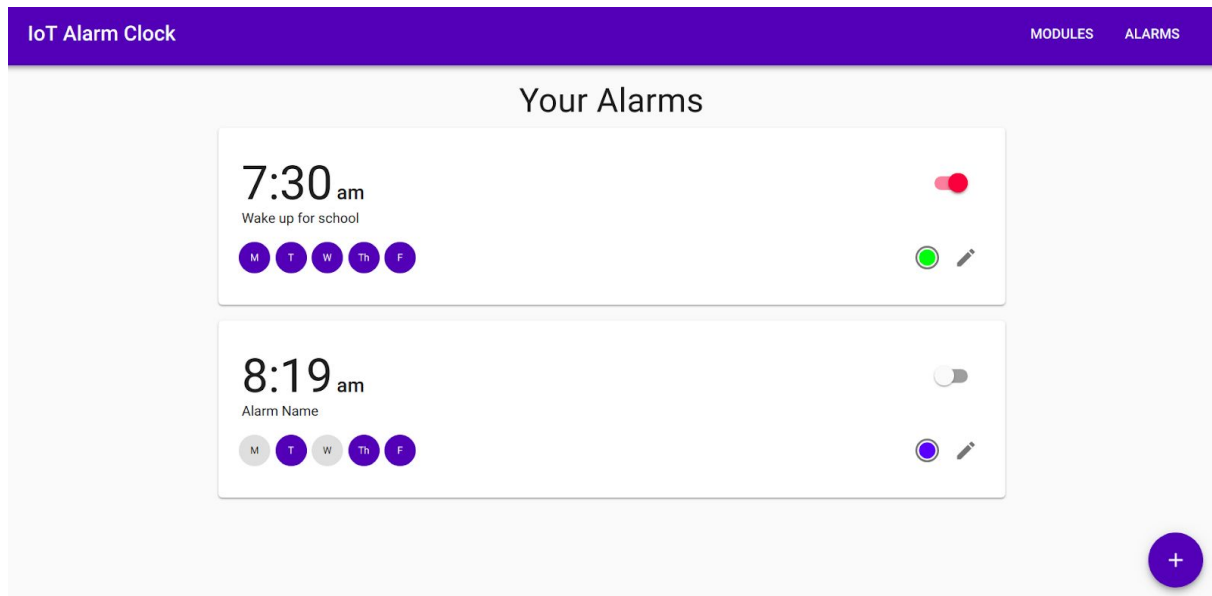 IoT Alarm Clock MODULES ALARMS
Your Alarms
7:30 am
Wake up for school
M T W Th F
8:19 am
Alarm Name
M T W Th F
+